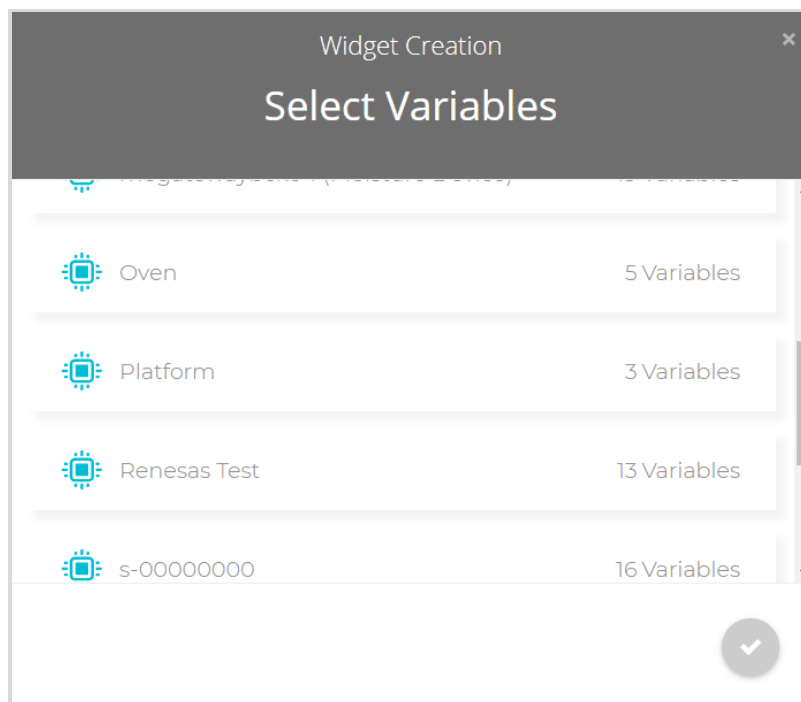 Widget Creation
Select Variables
Oven 5 Variables
Platform 3 Variables
Renesas Test 13 Variables
s-00000000 16 Variables